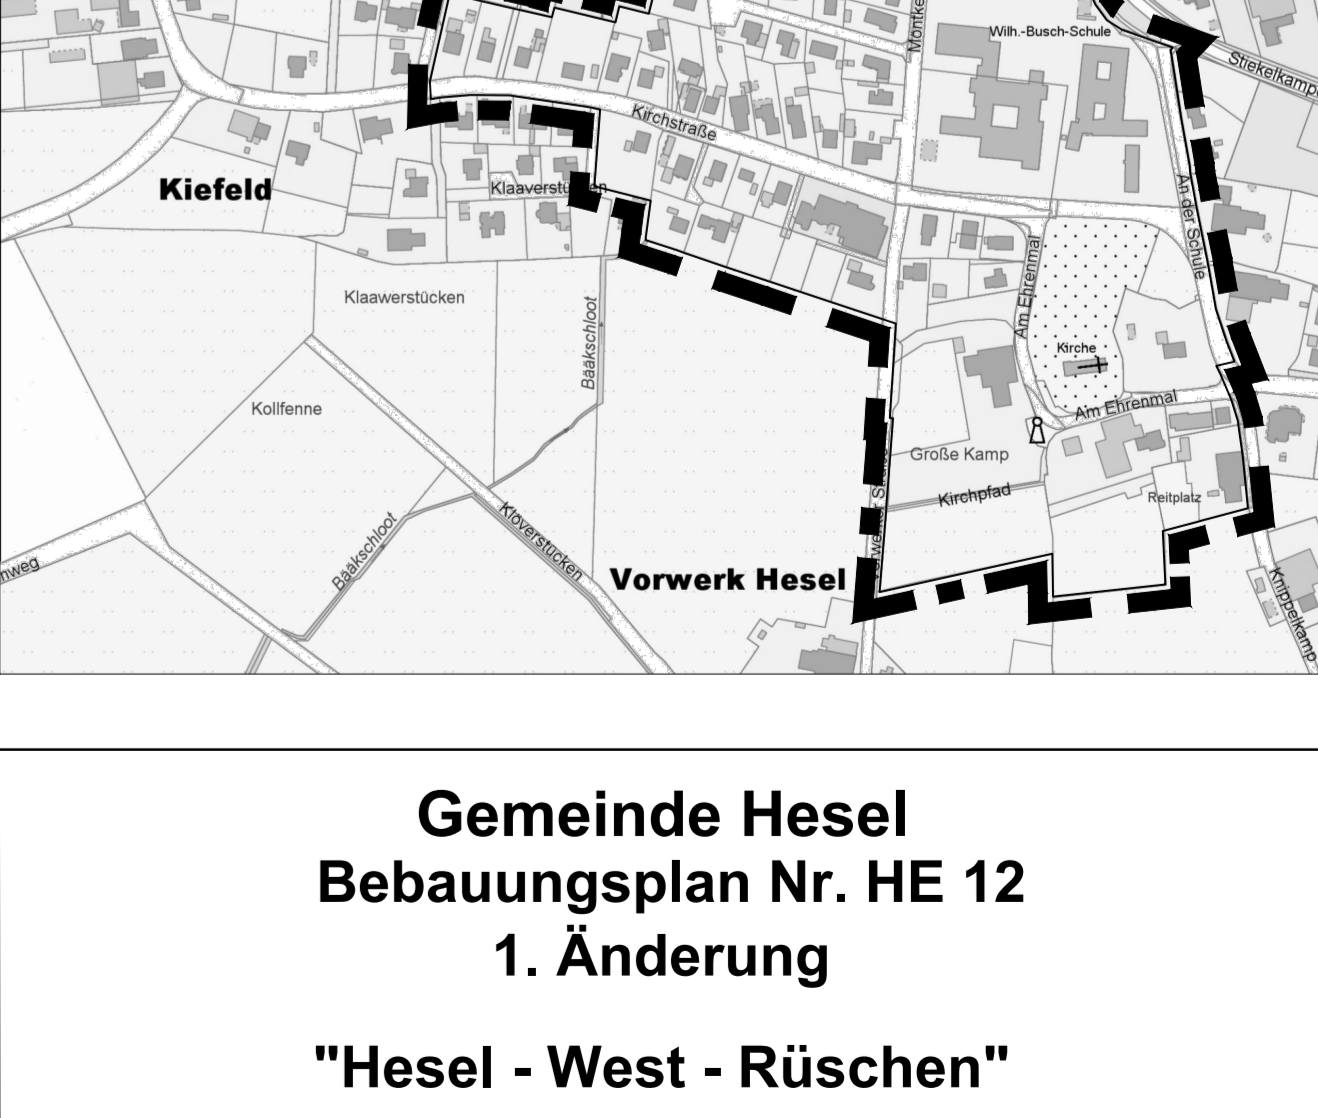 Wilh.-Busch-Schule
Stiekelkamp
Kirchstraße
An der Schule
Kiefeld
Klaaverstücken
Am Ehrenmal
Klaawerstücken
Bääkschloot
Kirche
Kollfenne
Am Ehrenmal
Große Kamp
Kirchpfad
Reitplatz
Klöverstücken
Bääkschloot
nweg
Vorwerk Hesel
Knippelkamp
Gemeinde Hesel
Bebauungsplan Nr. HE 12
1. Änderung
"Hesel - West - Rüschen"